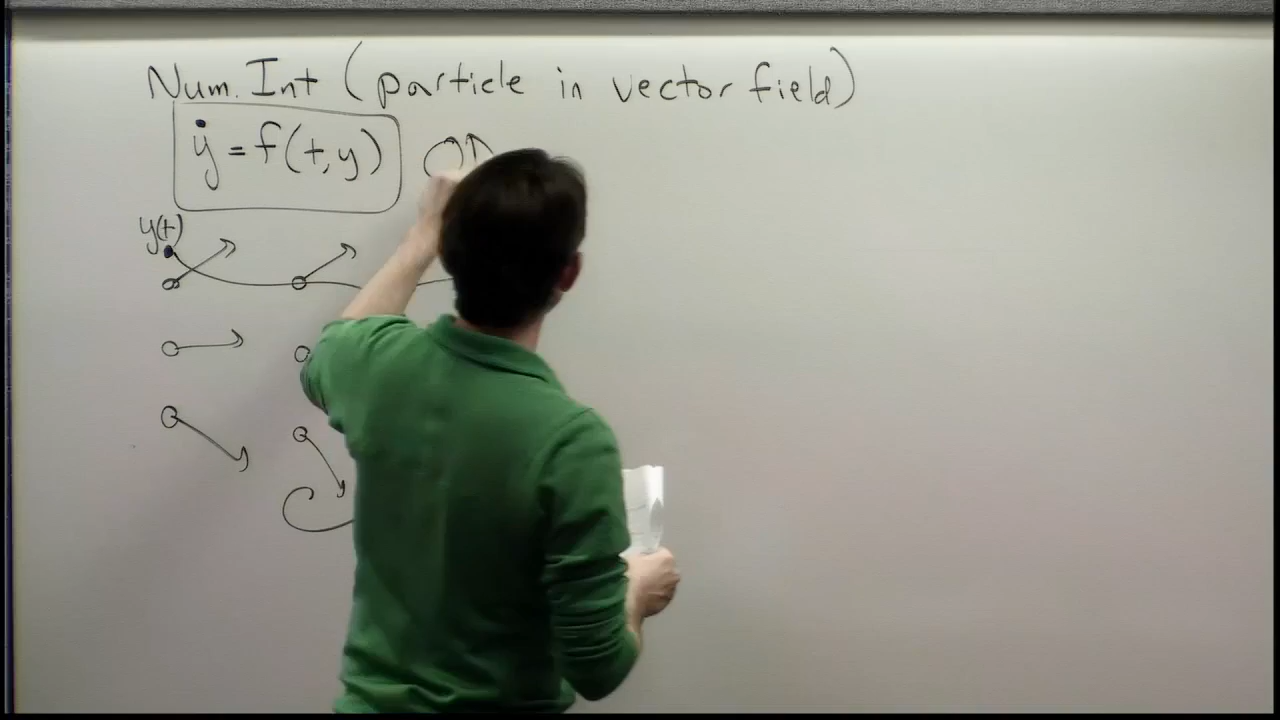 Num. Int (particle in vector field)
ẏ = f(t, y)
y(t)